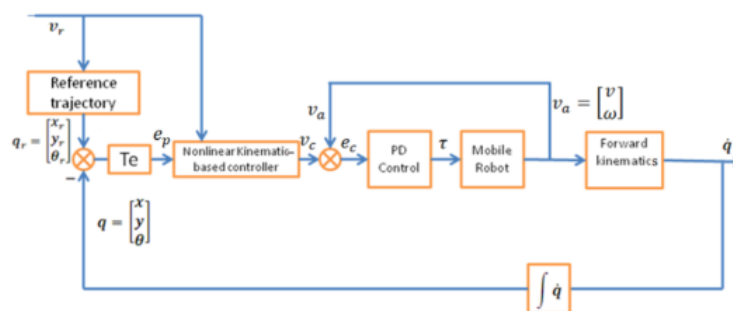 v_r
Reference
trajectory
q_r = [x_r y_r θ_r]
−
Te
e_p
Nonlinear Kinematic-
based controller
v_c
v_a
e_c
PD
Control
τ
Mobile
Robot
v_a = [v ω]
Forward
kinematics
q̇
q = [x y θ]
∫ q̇